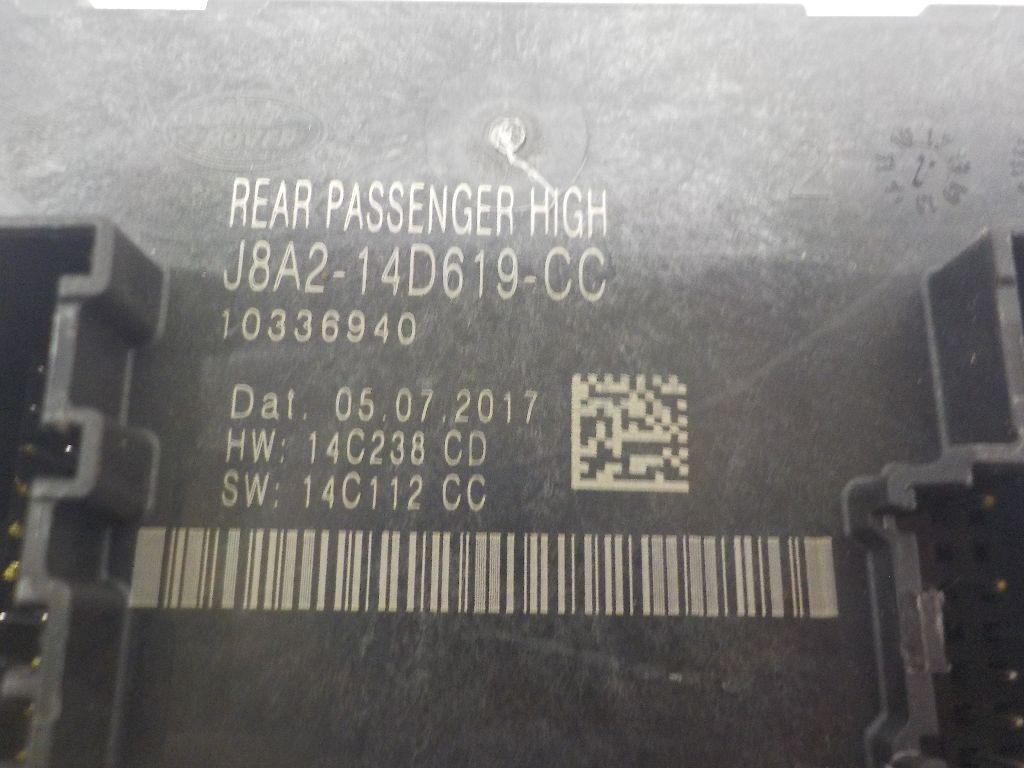 REAR PASSENGER HIGH
J8A2-14D619-CC
10336940
Dat. 05.07.2017
HW: 14C238 CD
SW: 14C112 CC